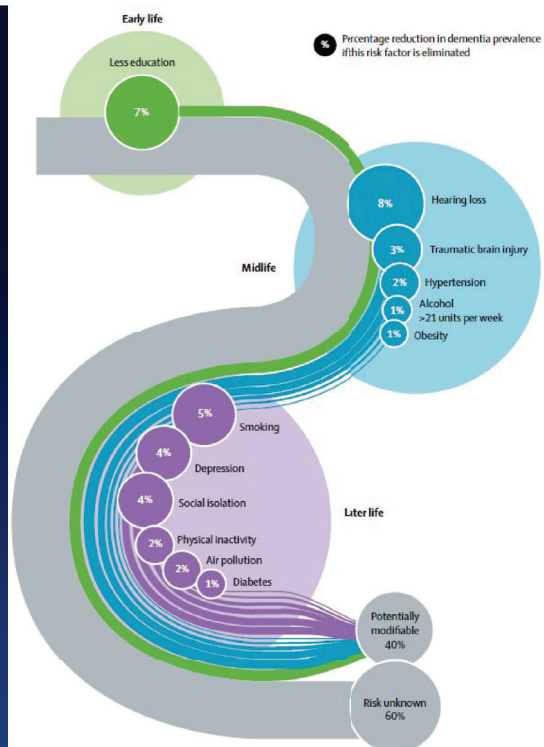 Early life
% Percentage reduction in dementia prevalence
ifthis risk factor is eliminated
Less education
7%
8% Hearing loss
3% Traumatic brain injury
Midlife
2% Hypertension
1% Alcohol
>21 units per week
1% Obesity
5%
Smoking
4%
Depression
4% Social isolation
Later life
2% Physical inactivity
2% Air pollution
1% Diabetes
Potentially
modifiable
40%
Risk unknown
60%